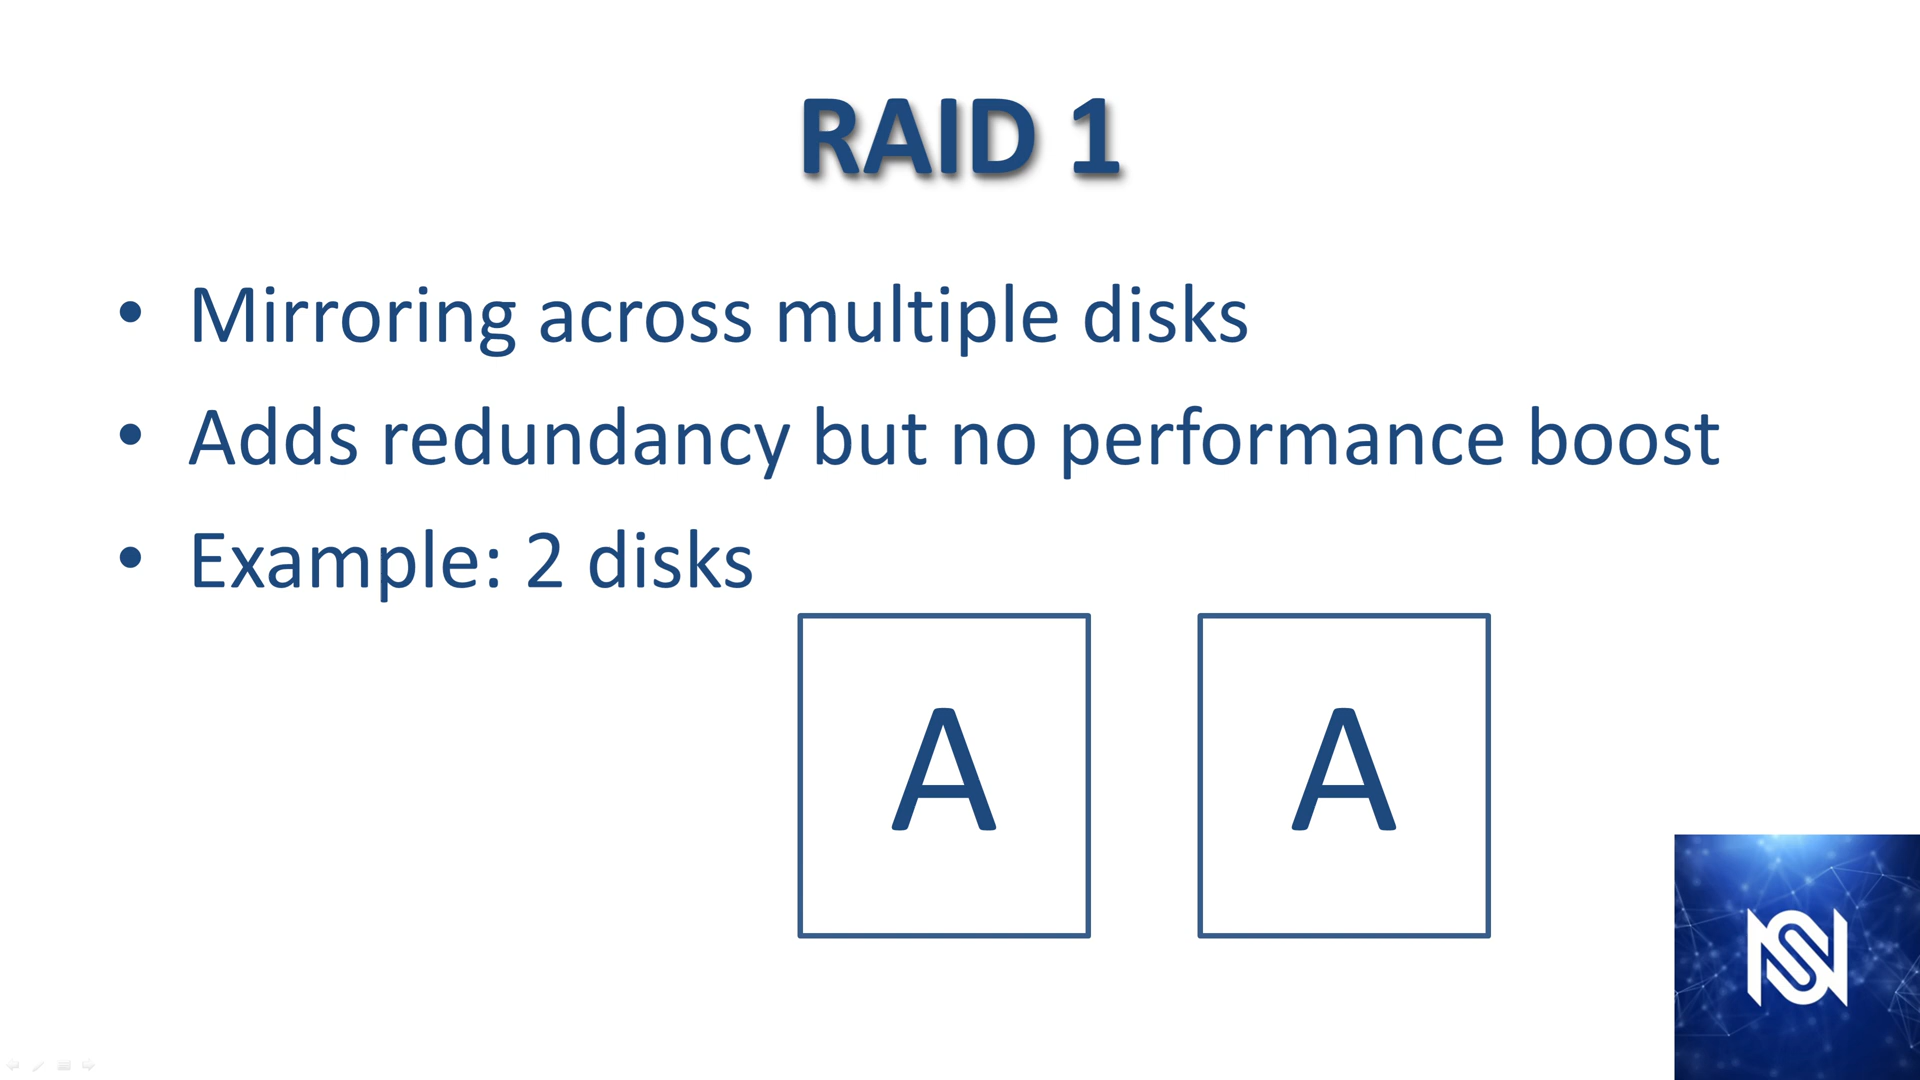 RAID 1
• Mirroring across multiple disks
• Adds redundancy but no performance boost
• Example: 2 disks
A A